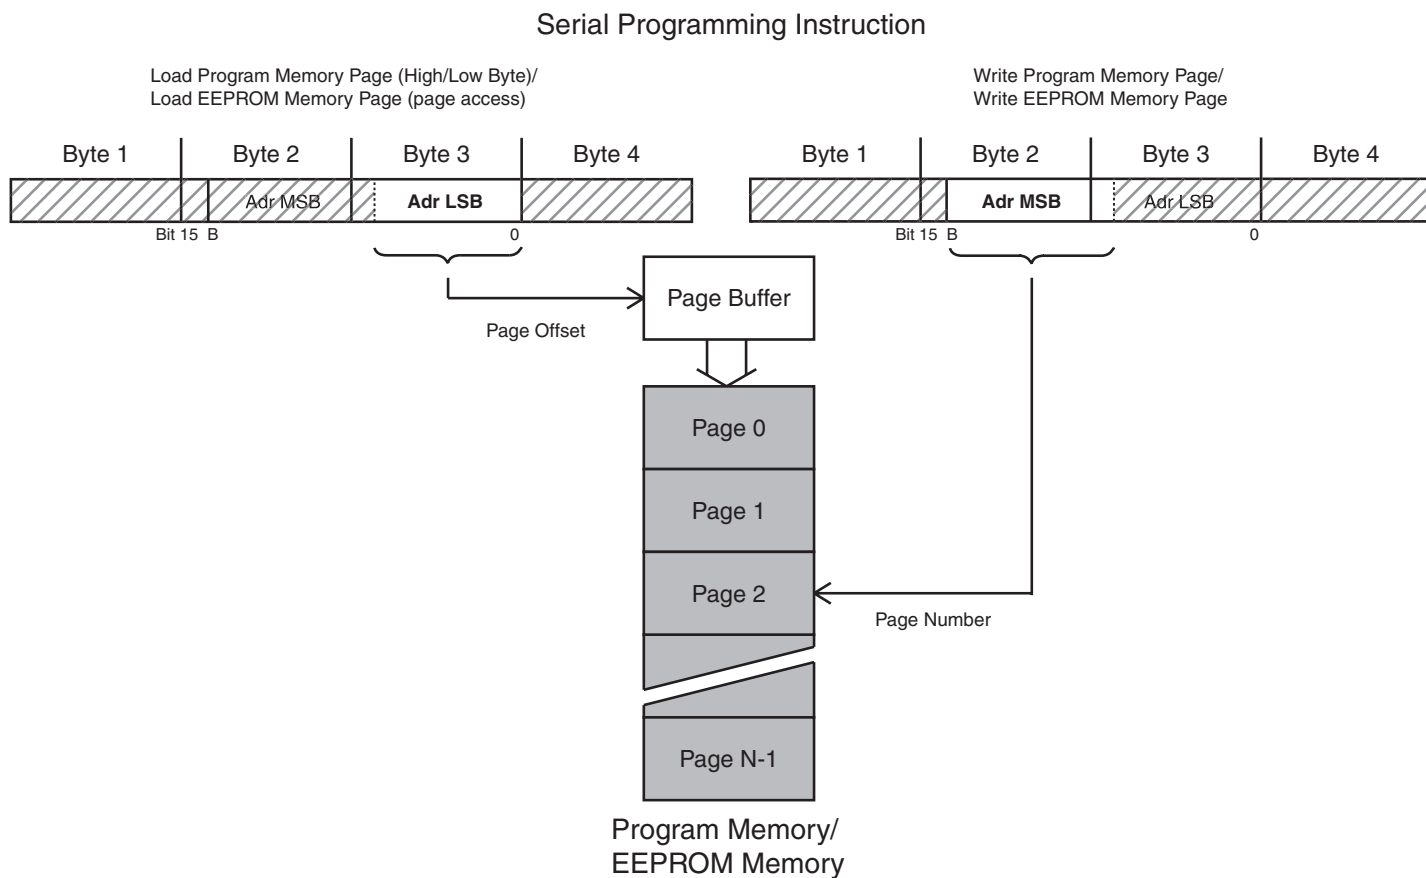 Serial Programming Instruction
Load Program Memory Page (High/Low Byte)/
Load EEPROM Memory Page (page access)
Write Program Memory Page/
Write EEPROM Memory Page
Byte 1 Byte 2 Byte 3 Byte 4
Byte 1 Byte 2 Byte 3 Byte 4
Adr MSB Adr LSB
Adr MSB Adr LSB
Bit 15 B 0
Bit 15 B 0
Page Buffer
Page Offset
Page 0
Page 1
Page 2
Page Number
Page N-1
Program Memory/
EEPROM Memory